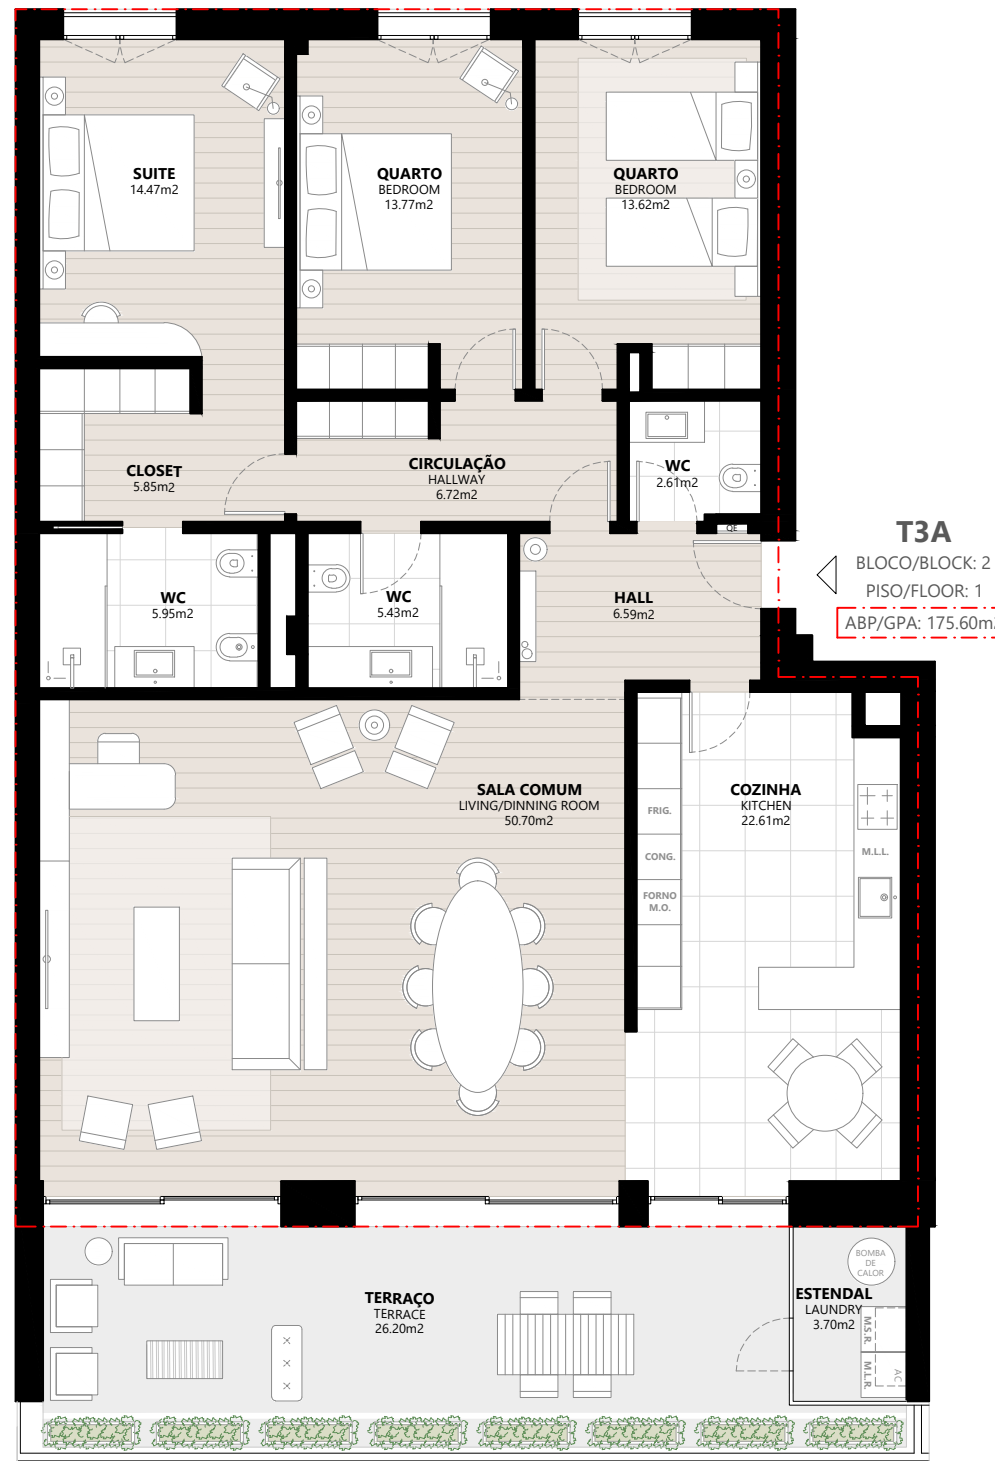 SUITE
14.47m2
QUARTO
BEDROOM
13.77m2
QUARTO
BEDROOM
13.62m2
CLOSET
5.85m2
CIRCULAÇÃO
HALLWAY
6.72m2
WC
2.61m2
QE
T3A
BLOCO/BLOCK: 2
PISO/FLOOR: 1
ABP/GPA: 175.60m
WC
5.95m2
WC
5.43m2
HALL
6.59m2
SALA COMUM
LIVING/DINNING ROOM
50.70m2
COZINHA
KITCHEN
22.61m2
FRIG.
CONG.
FORNO
M.O.
M.L.L.
TERRAÇO
TERRACE
26.20m2
BOMBA
DE
CALOR
ESTENDAL
LAUNDRY
3.70m2
M.S.R.
M.L.R.
AC